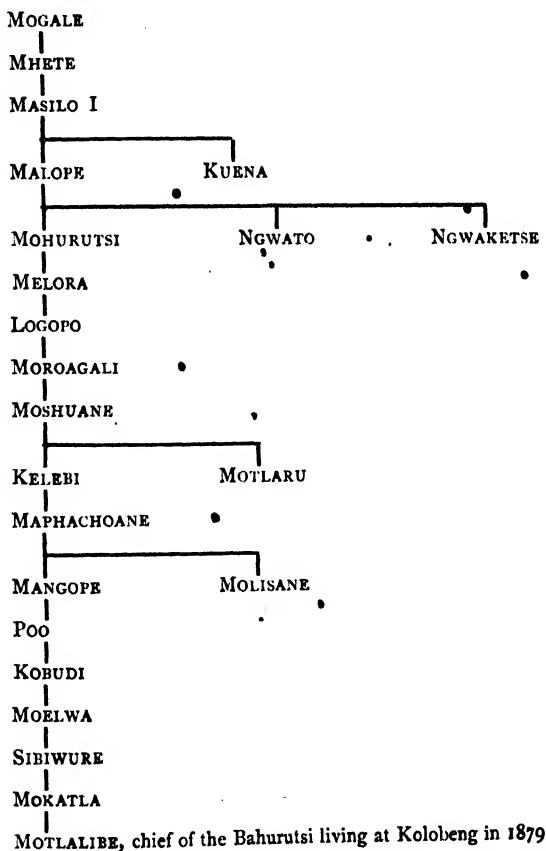 MOGALE
MHETE
MASILO I
MALOPE KUENA
MOHURUTSI NGWATO NGWAKETSE
MELORA
LOGOPO
MOROAGALI
MOSHUANE
KELEBI MOTLARU
MAPHACHOANE
MANGOPE MOLISANE
POO
KOBUDI
MOELWA
SIBIWURE
MOKATLA
MOTLALIBE, chief of the Bahurutsi living at Kolobeng in 1879